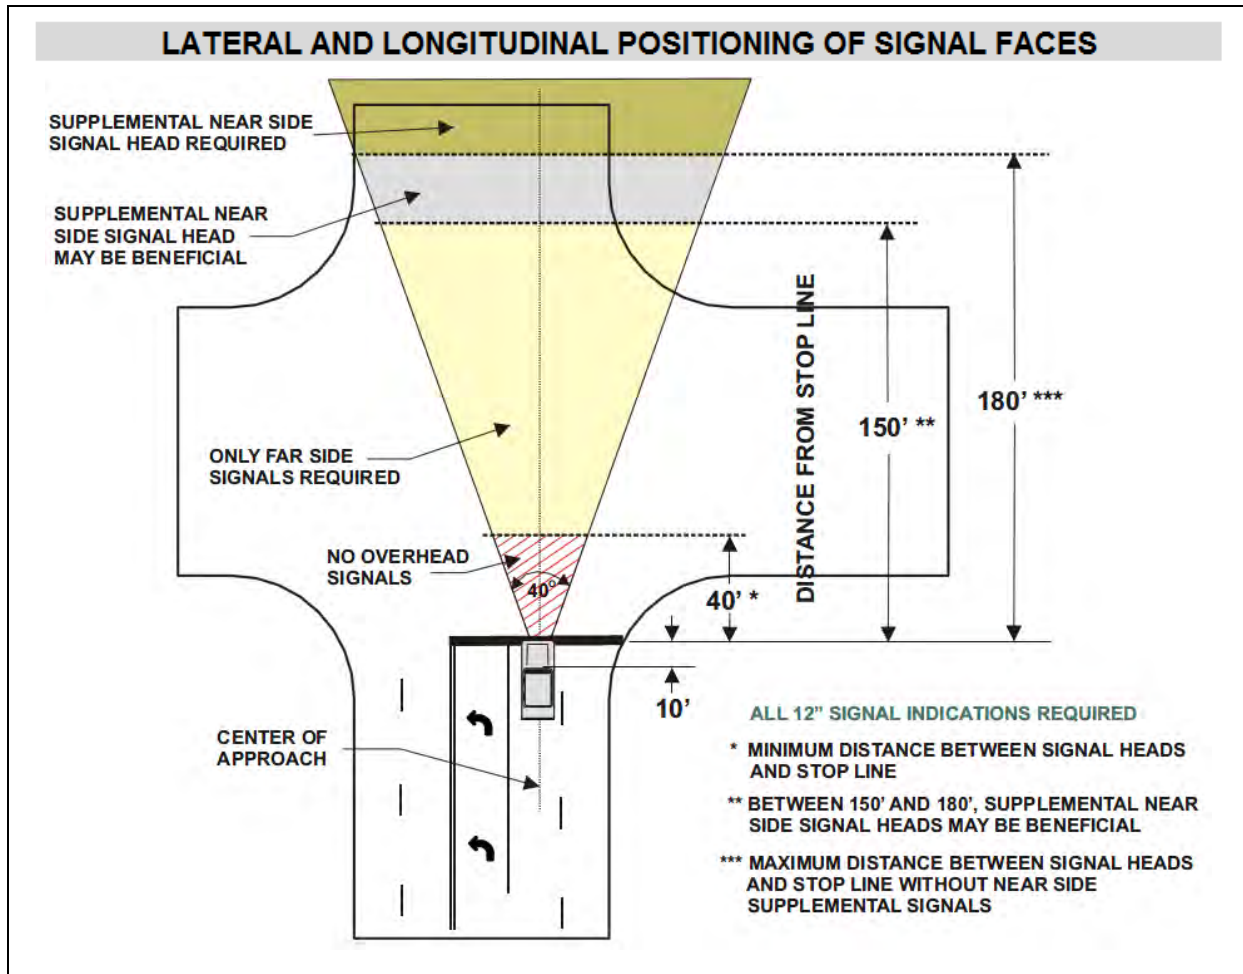 LATERAL AND LONGITUDINAL POSITIONING OF SIGNAL FACES
SUPPLEMENTAL NEAR SIDE
SIGNAL HEAD REQUIRED
SUPPLEMENTAL NEAR
SIDE SIGNAL HEAD
MAY BE BENEFICIAL
DISTANCE FROM STOP LINE
180' ***
150' **
ONLY FAR SIDE
SIGNALS REQUIRED
NO OVERHEAD
SIGNALS
40°
40' *
10'
CENTER OF
APPROACH
ALL 12" SIGNAL INDICATIONS REQUIRED
* MINIMUM DISTANCE BETWEEN SIGNAL HEADS
AND STOP LINE
** BETWEEN 150' AND 180', SUPPLEMENTAL NEAR
SIDE SIGNAL HEADS MAY BE BENEFICIAL
*** MAXIMUM DISTANCE BETWEEN SIGNAL HEADS
AND STOP LINE WITHOUT NEAR SIDE
SUPPLEMENTAL SIGNALS